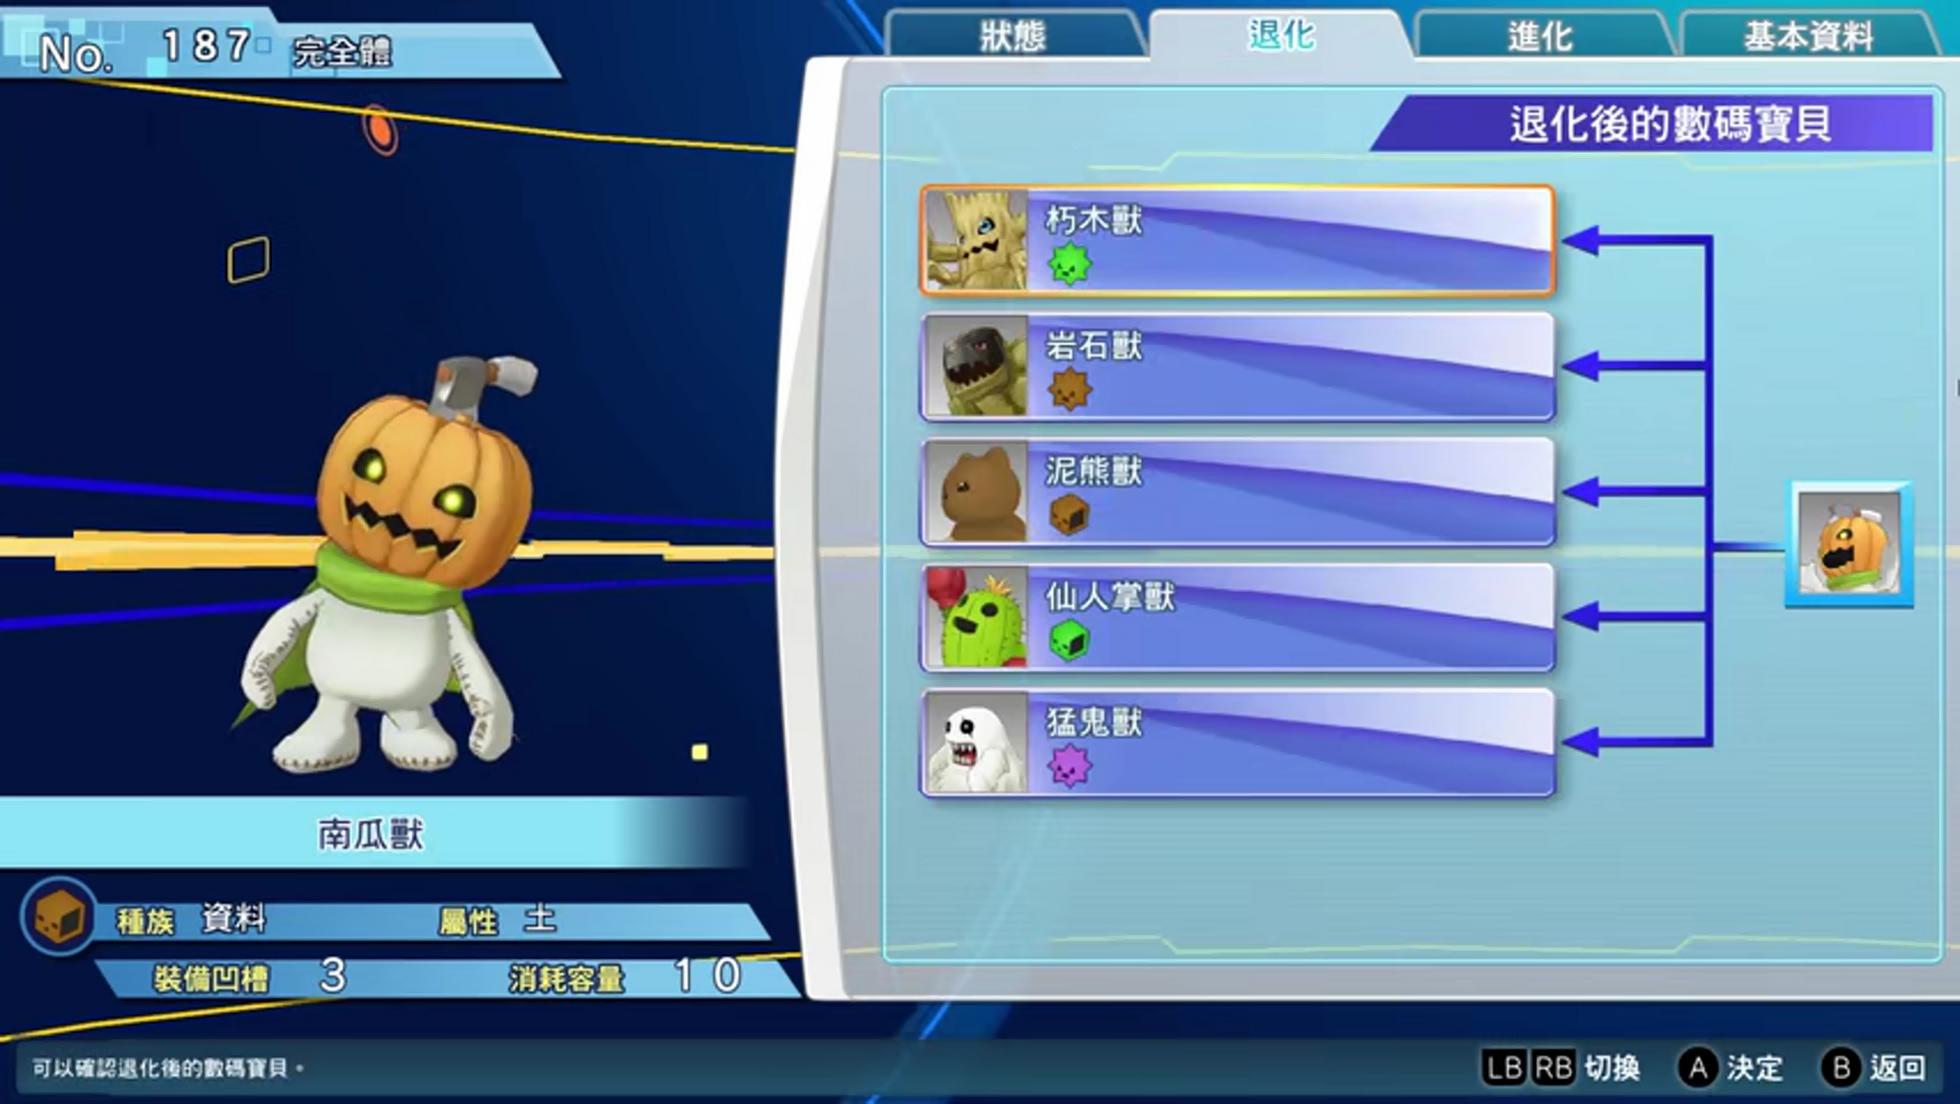 No. 187 完全體
狀態 退化 進化 基本資料
退化後的數碼寶貝
朽木獸
岩石獸
泥熊獸
仙人掌獸
猛鬼獸
南瓜獸
種族 資料 屬性 土
裝備凹槽 3 消耗容量 10
可以確認退化後的數碼寶貝。
LB RB 切換 A 決定 B 返回